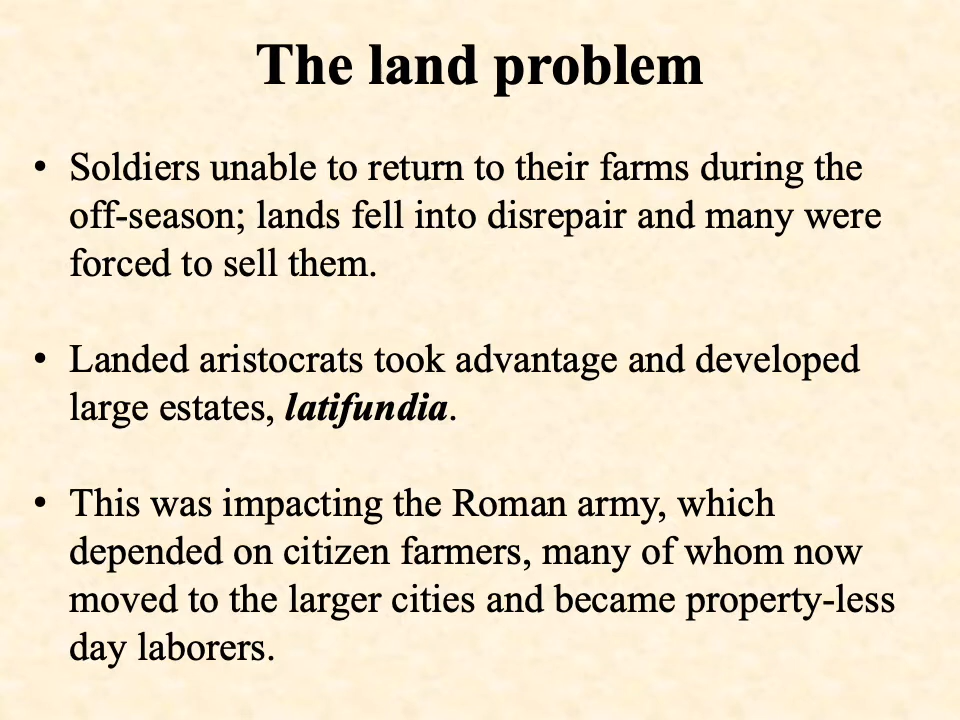 The land problem
• Soldiers unable to return to their farms during the
off-season; lands fell into disrepair and many were
forced to sell them.
• Landed aristocrats took advantage and developed
large estates, latifundia.
• This was impacting the Roman army, which
depended on citizen farmers, many of whom now
moved to the larger cities and became property-less
day laborers.